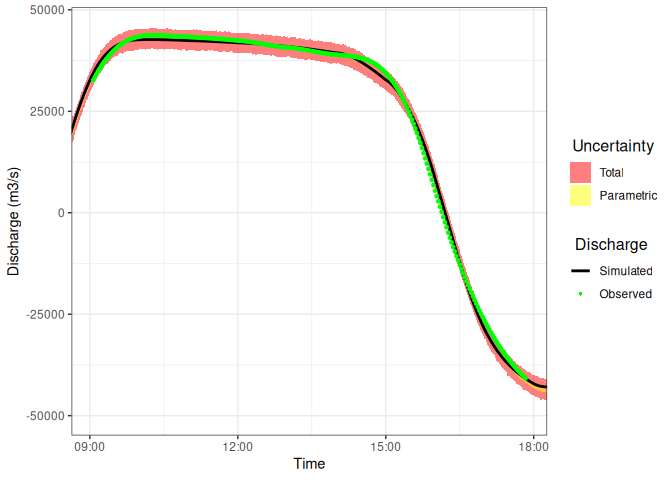 50000
25000
0
-25000
-50000
Discharge (m3/s)
09:00
12:00
15:00
18:00
Time
Uncertainty
Total
Parametric
Discharge
Simulated
Observed